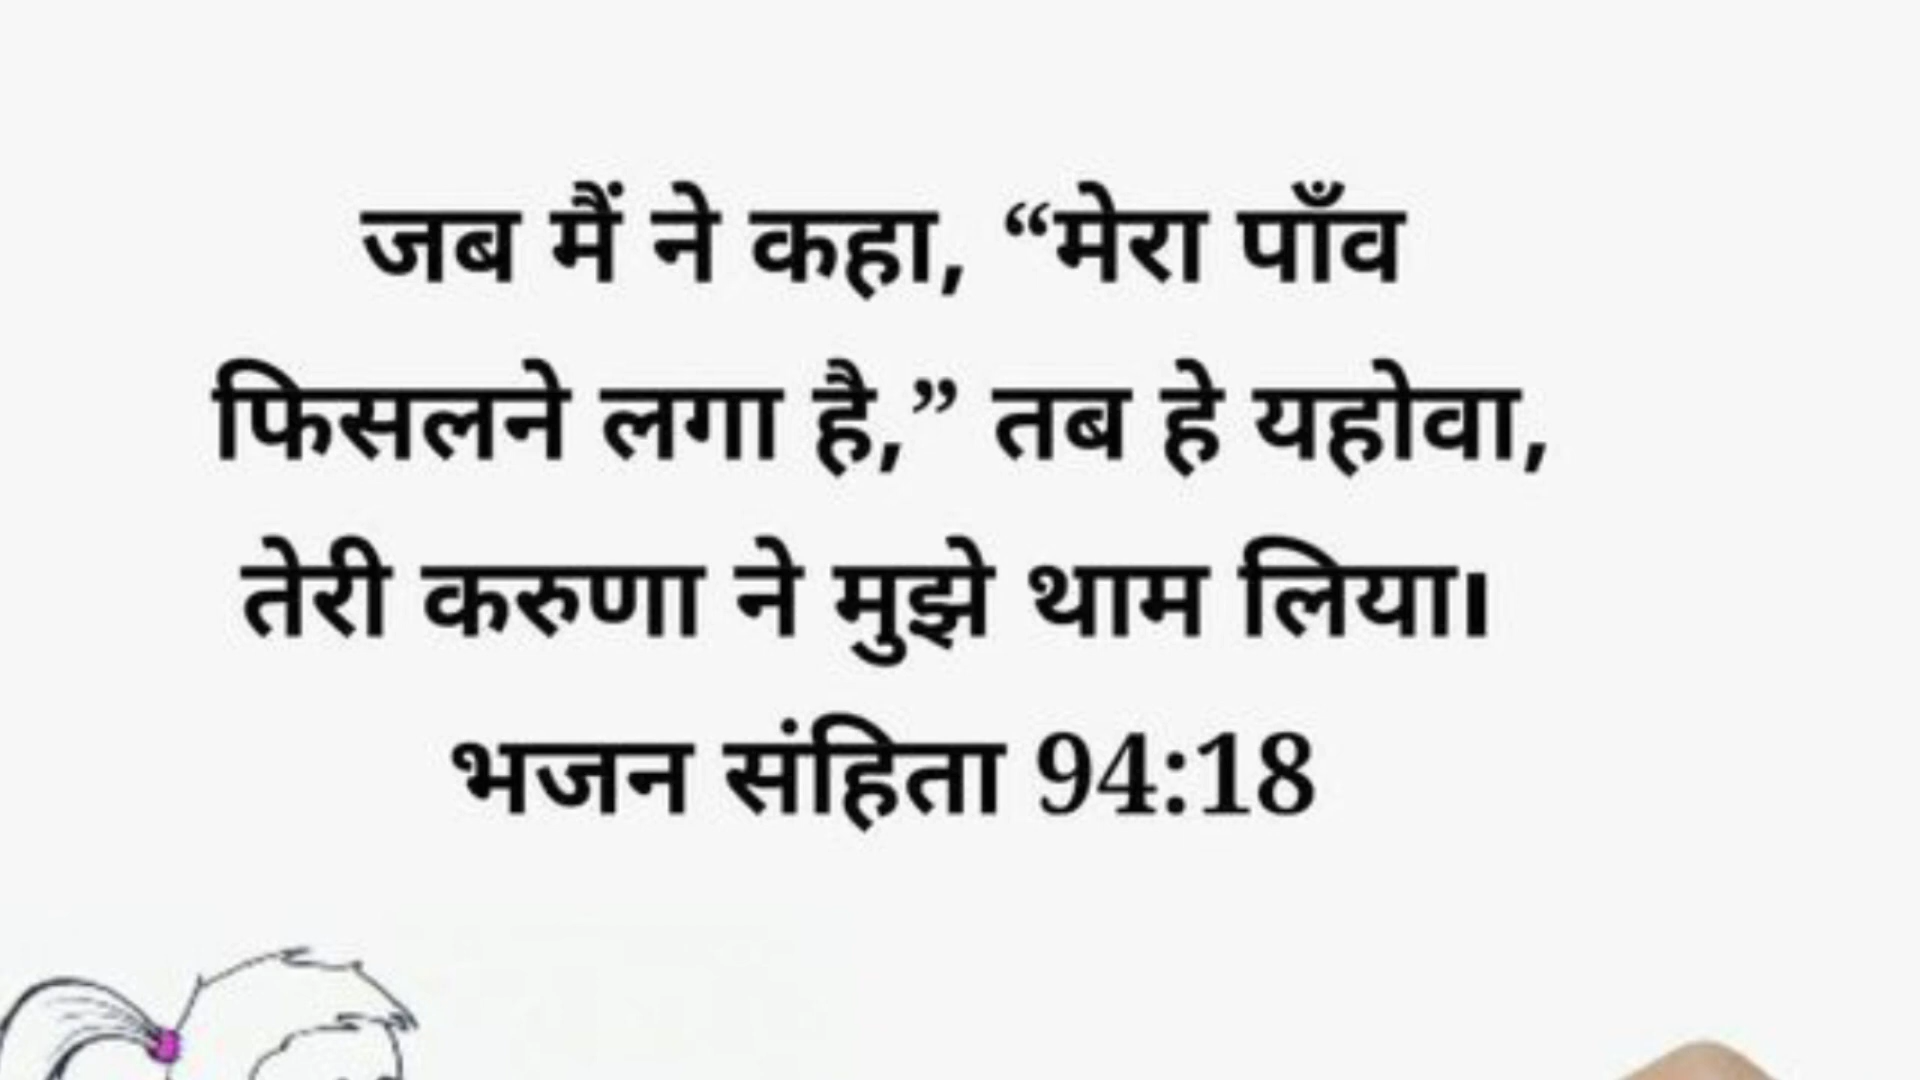 जब मैं ने कहा, “मेरा पाँव
फिसलने लगा है,” तब हे यहोवा,
तेरी करुणा ने मुझे थाम लिया।
भजन संहिता 94:18